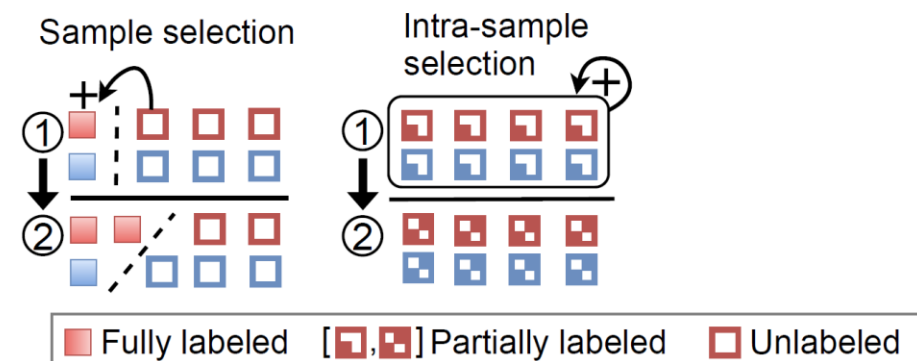 Sample selection
Intra-sample
selection
+
+
1
1
2
2
Fully labeled [ , ] Partially labeled Unlabeled